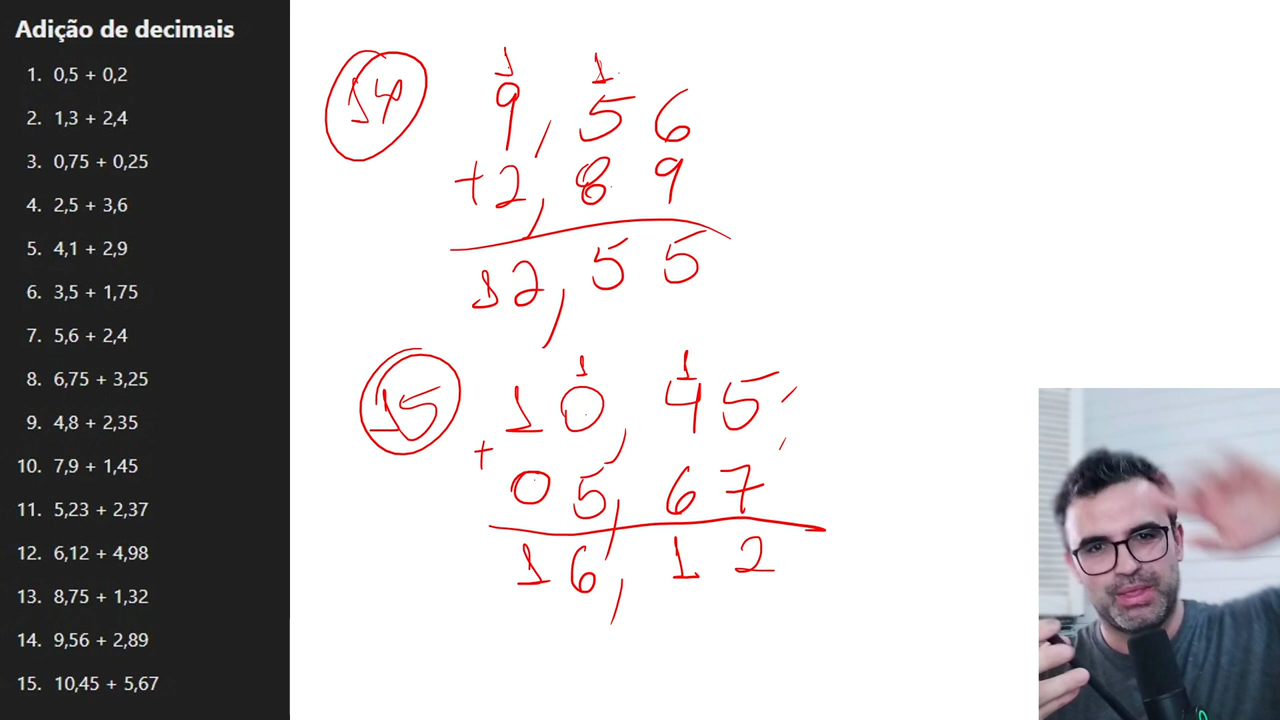 Adição de decimais
1. 0,5 + 0,2
2. 1,3 + 2,4
3. 0,75 + 0,25
4. 2,5 + 3,6
5. 4,1 + 2,9
6. 3,5 + 1,75
7. 5,6 + 2,4
8. 6,75 + 3,25
9. 4,8 + 2,35
10. 7,9 + 1,45
11. 5,23 + 2,37
12. 6,12 + 4,98
13. 8,75 + 1,32
14. 9,56 + 2,89
15. 10,45 + 5,67
14
1 1
9,56
+2,89
12,55
15
1 1
10,45
+
05,67
16,12